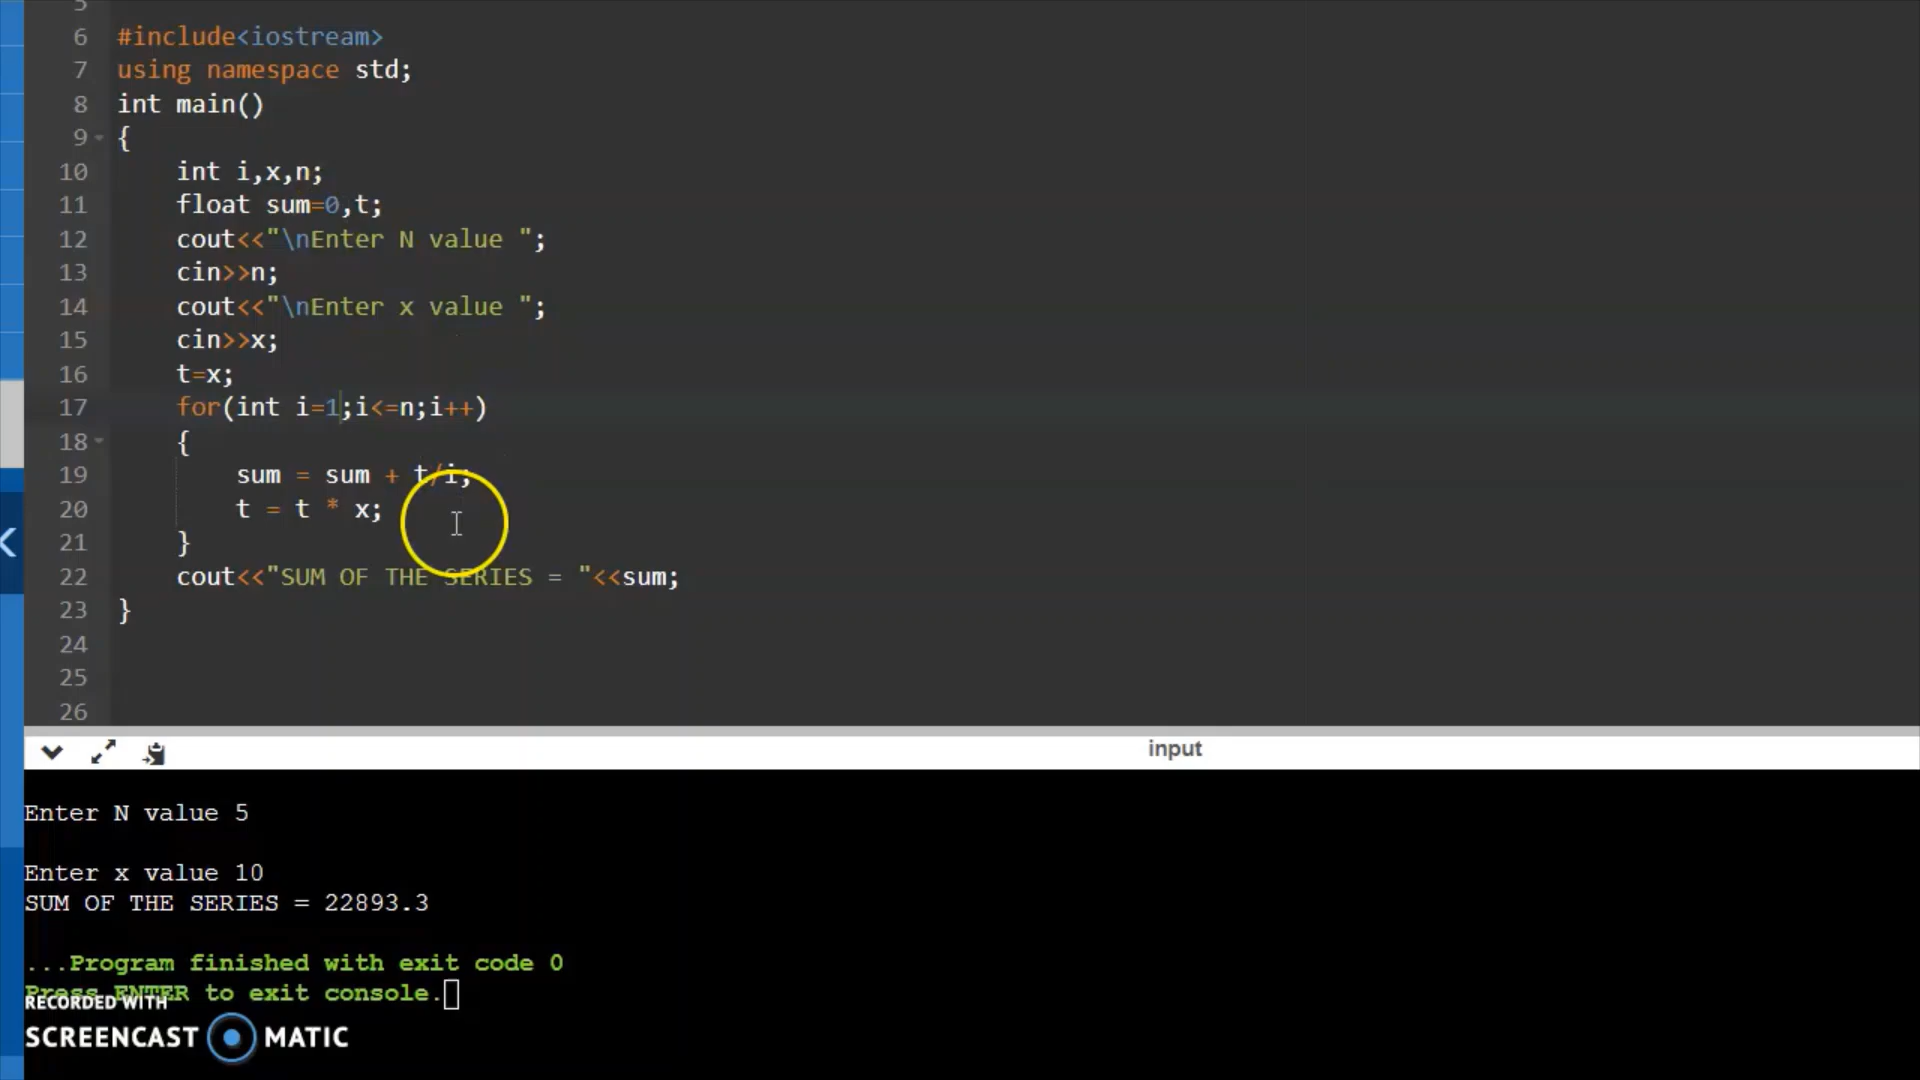 5
6 #include<iostream>
7 using namespace std;
8 int main()
9 {
10 int i,x,n;
11 float sum=0,t;
12 cout<<"\nEnter N value ";
13 cin>>n;
14 cout<<"\nEnter x value ";
15 cin>>x;
16 t=x;
17 for(int i=1;i<=n;i++)
18 {
19 sum = sum + t/i;
20 t = t * x;
21 }
22 cout<<"SUM OF THE SERIES = "<<sum;
23 }
24
25
26
input
Enter N value 5
Enter x value 10
SUM OF THE SERIES = 22893.3
...Program finished with exit code 0
Press ENTER to exit console.
RECORDED WITH
SCREENCAST MATIC